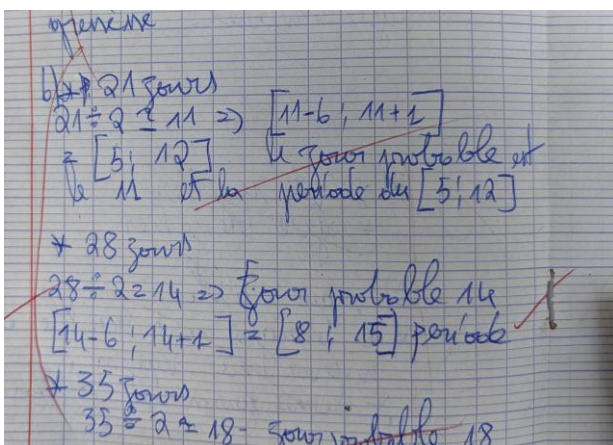 b) * 21 jours
21 ÷ 2 = 11 => [11-6 ; 11+1]
= [5 ; 12] le jour probable est
le 11 et la période du [5 ; 12]
* 28 jours
28 ÷ 2 = 14 => jour probable 14
[14-6 ; 14+1] = [8 ; 15] période
* 35 jours
35 ÷ 2 ≈ 18 - jour probable 18